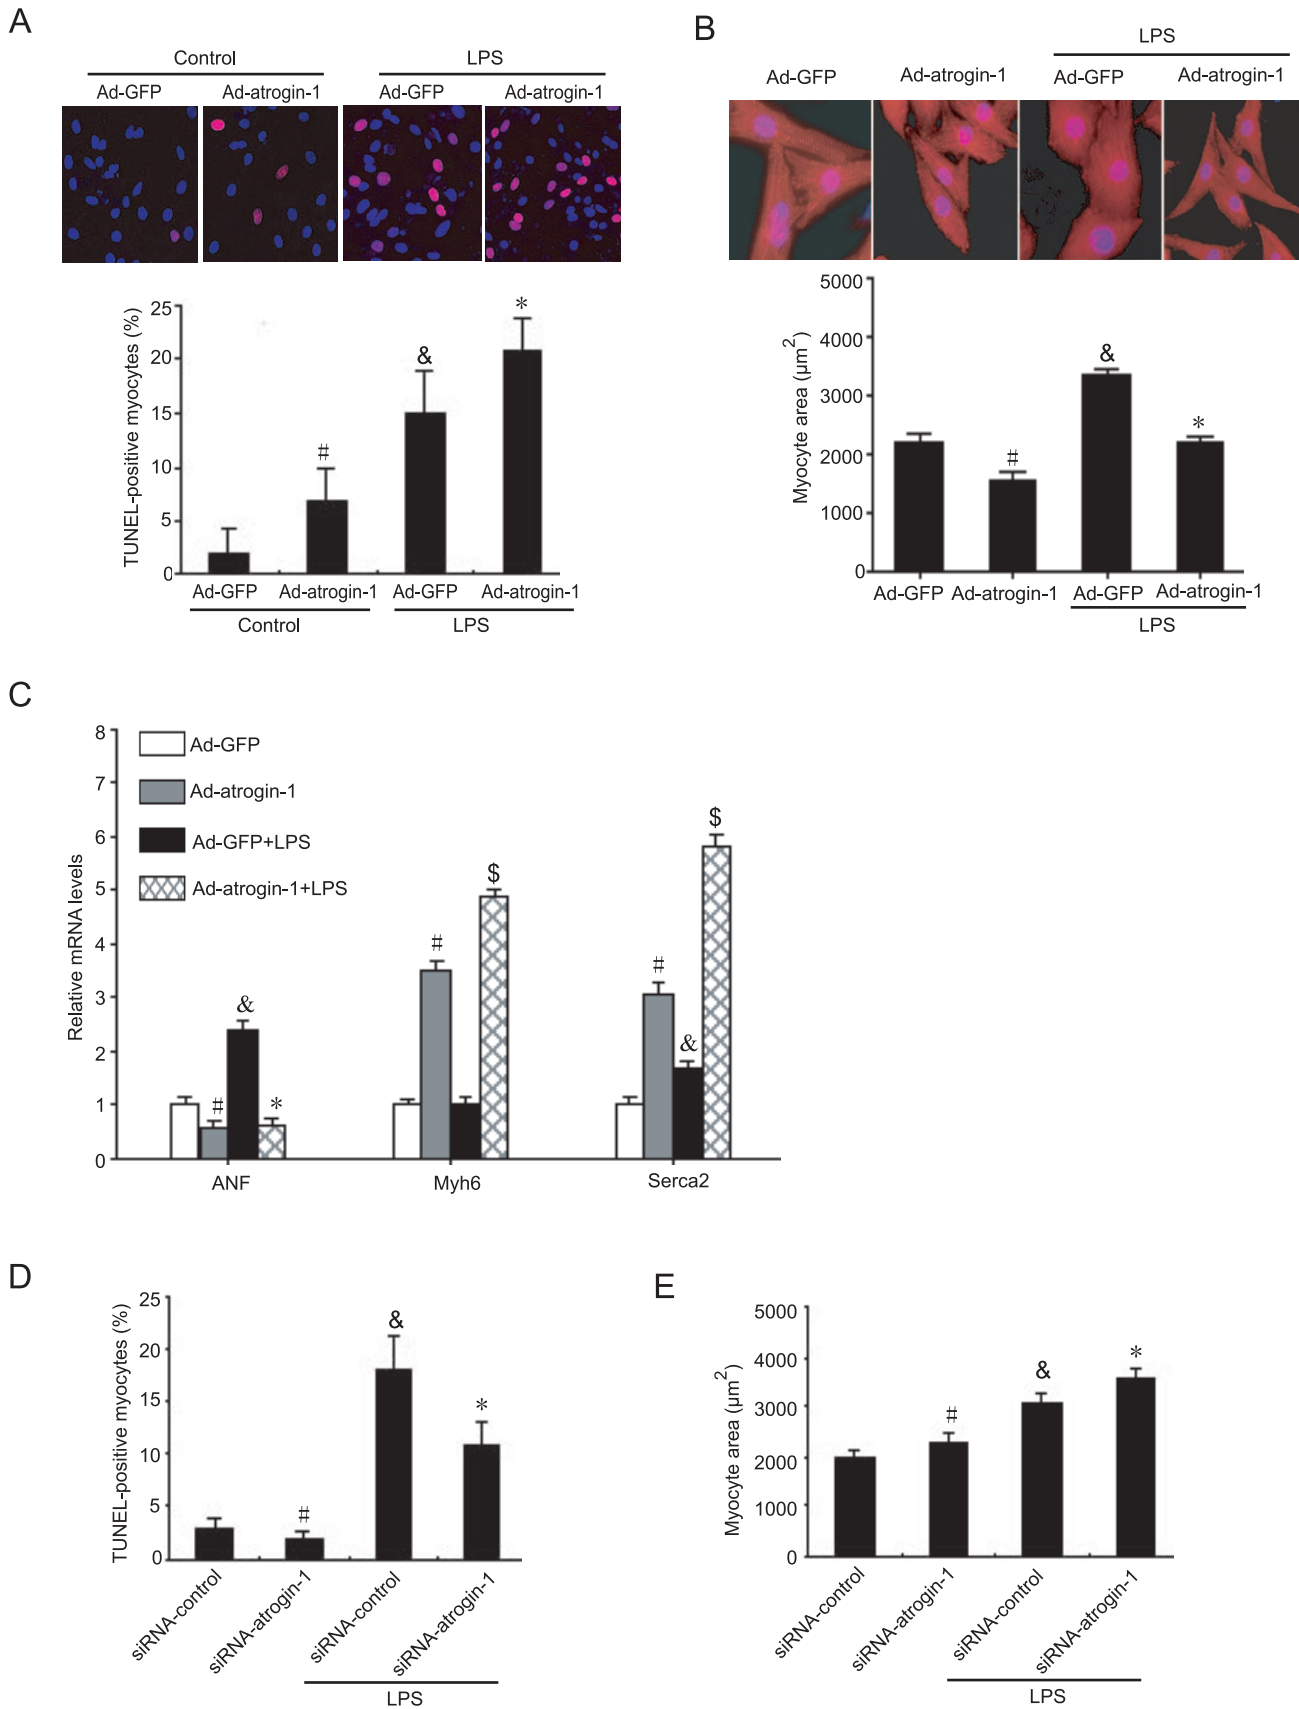 A
Control LPS
Ad-GFP Ad-atrogin-1 Ad-GFP Ad-atrogin-1
TUNEL-positive myocytes (%)
25
20
15
10
5
0
# & *
Ad-GFP Ad-atrogin-1 Ad-GFP Ad-atrogin-1
Control LPS
B
LPS
Ad-GFP Ad-atrogin-1 Ad-GFP Ad-atrogin-1
Myocyte area (µm²)
5000
4000
3000
2000
1000
0
# & *
Ad-GFP Ad-atrogin-1 Ad-GFP Ad-atrogin-1
LPS
C
Relative mRNA levels
8
7
6
5
4
3
2
1
0
Ad-GFP
Ad-atrogin-1
Ad-GFP+LPS
Ad-atrogin-1+LPS
# & *
# $
# & $
ANF Myh6 Serca2
D
TUNEL-positive myocytes (%)
25
20
15
10
5
0
# & *
siRNA-control
siRNA-atrogin-1
siRNA-control
siRNA-atrogin-1
LPS
E
Myocyte area (µm²)
5000
4000
3000
2000
1000
0
# & *
siRNA-control
siRNA-atrogin-1
siRNA-control
siRNA-atrogin-1
LPS